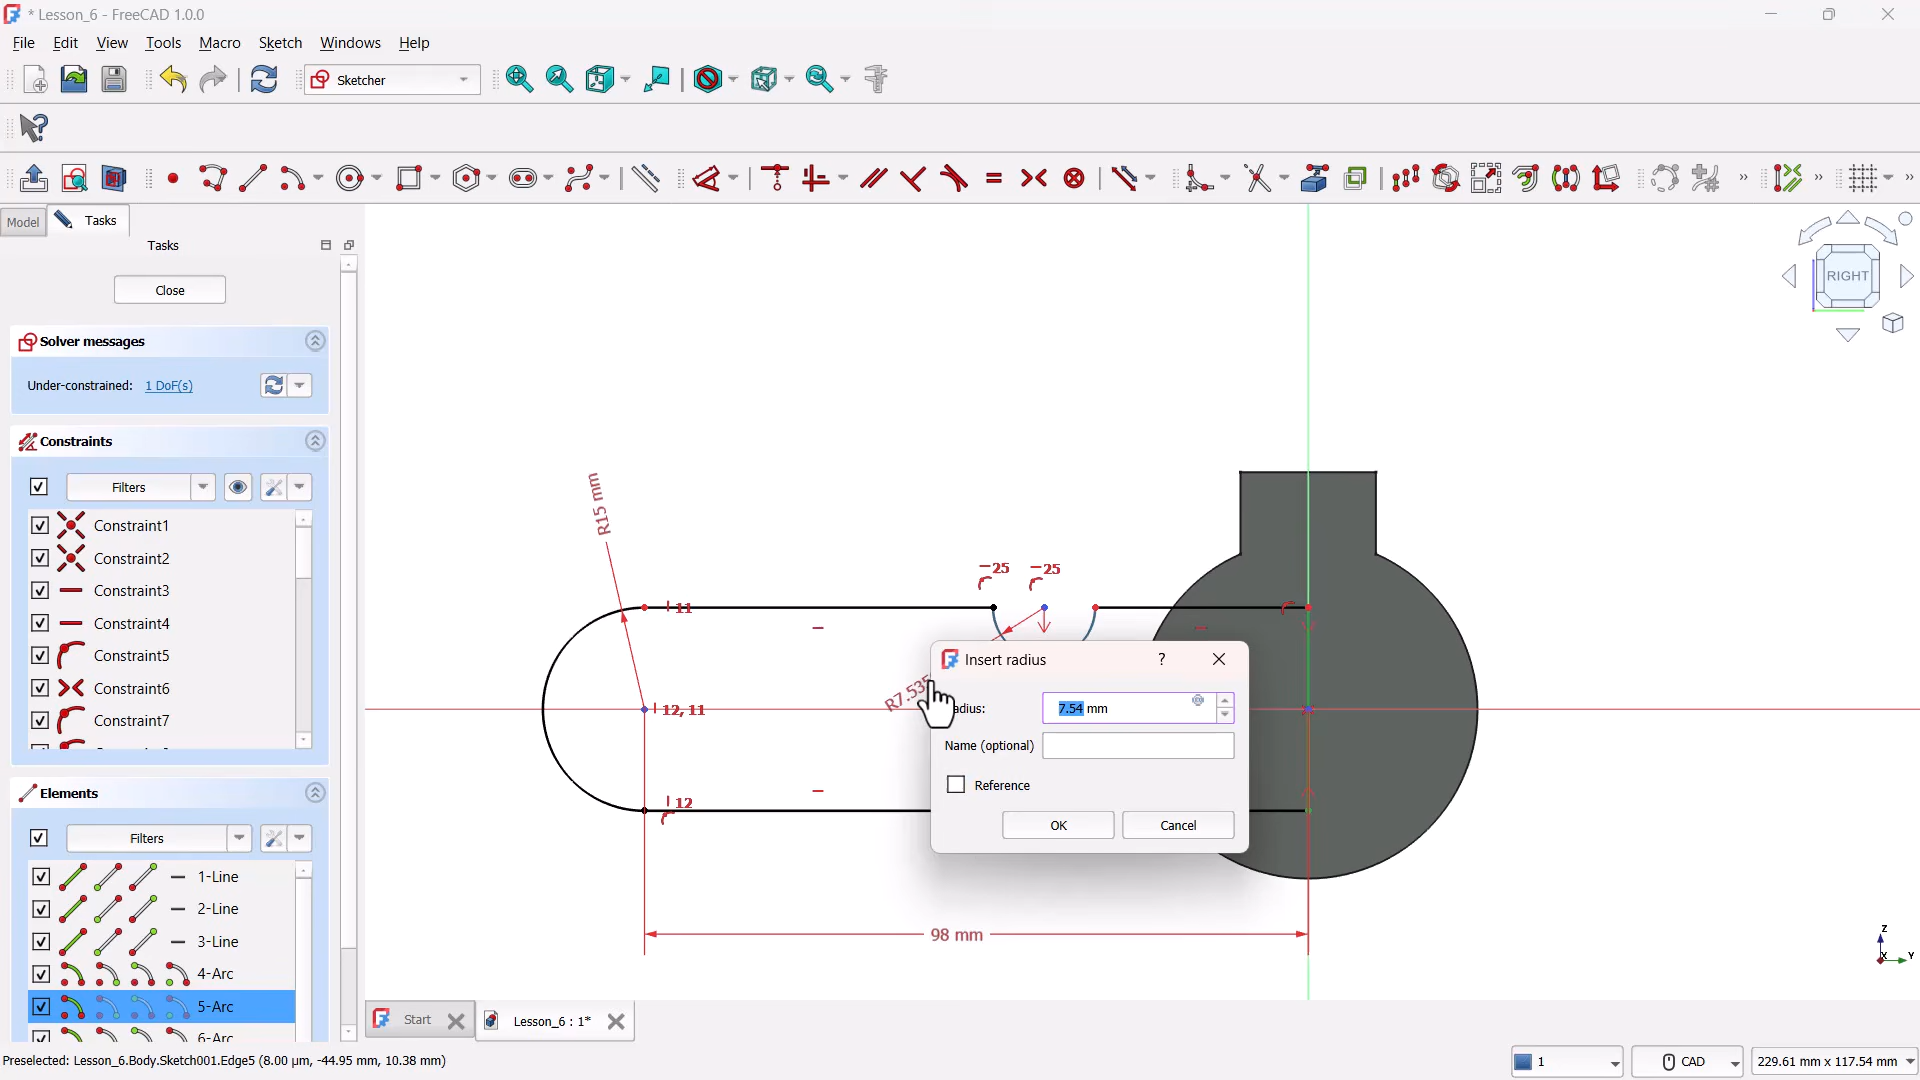 * Lesson_6 - FreeCAD 1.0.0
File Edit View Tools Macro Sketch Windows Help
Sketcher
Model
Tasks
Tasks
Close
Solver messages
Under-constrained: 1 DoF(s)
Constraints
Filters
Constraint1
Constraint2
Constraint3
Constraint4
Constraint5
Constraint6
Constraint7
Elements
Filters
1-Line
2-Line
3-Line
4-Arc
5-Arc
6-Arc
R15 mm
25
25
11
12, 11
12
R7.535
98 mm
Insert radius
?
adius:
7.54 mm
Name (optional)
Reference
OK
Cancel
RIGHT
Z
X
Y
Start
Lesson_6 : 1*
Preselected: Lesson_6.Body.Sketch001.Edge5 (8.00 µm, -44.95 mm, 10.38 mm)
1
CAD
229.61 mm x 117.54 mm